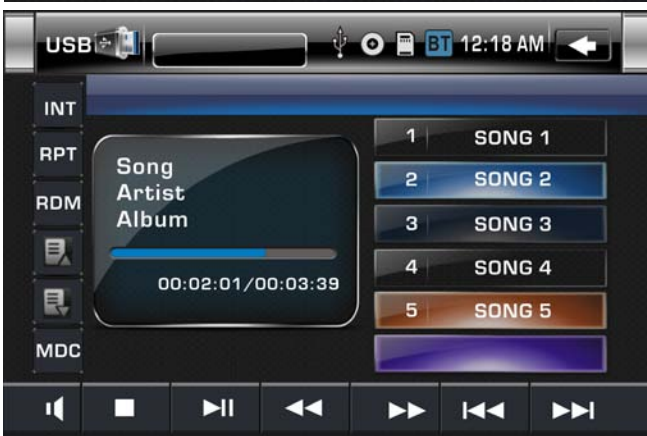 USB BT 12:18 AM
INT
RPT
RDM
MDC
Song
Artist
Album
00:02:01/00:03:39
1 SONG 1
2 SONG 2
3 SONG 3
4 SONG 4
5 SONG 5